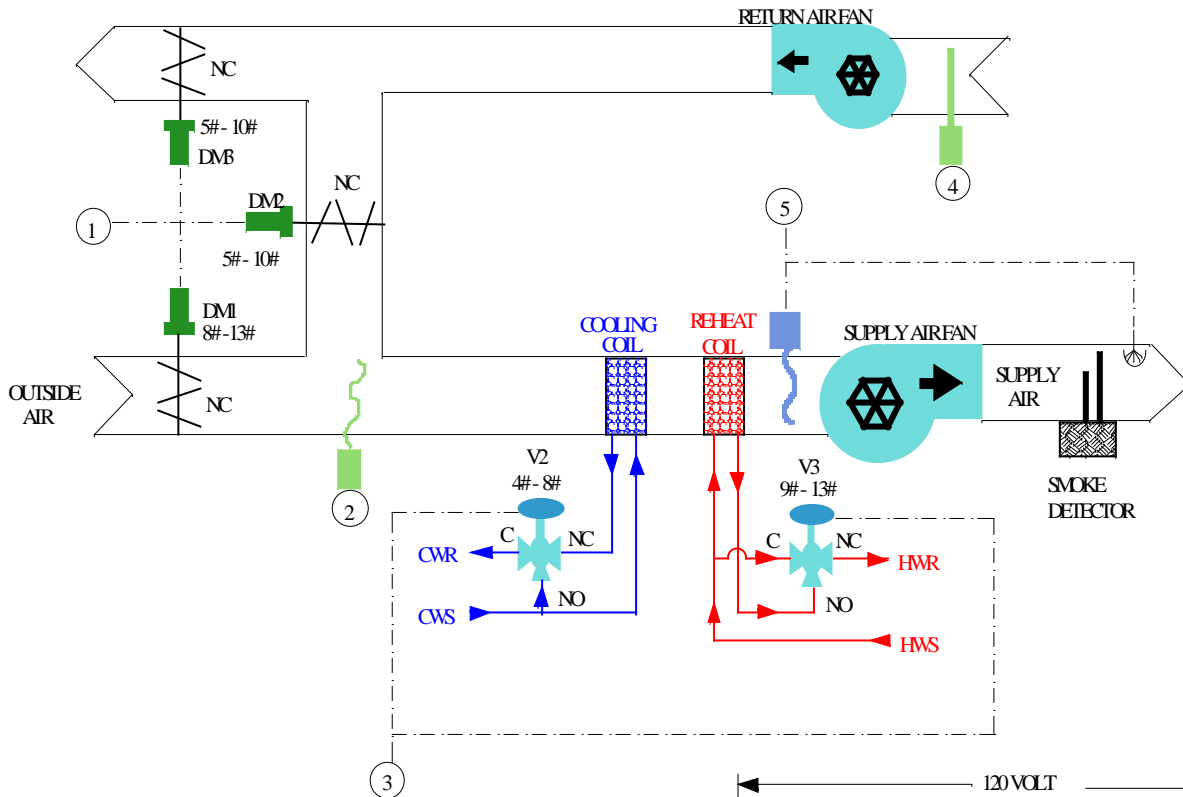 RETURN AIR FAN
NC
5# - 10#
DM3
NC
DM2
1
5# - 10#
4
5
DM1
8# -13#
COOLING
COIL
REHEAT
COIL
SUPPLY AIR FAN
OUTSIDE
AIR
NC
SUPPLY
AIR
V2
4# - 8#
V3
9# - 13#
2
SMOKE
DETECTOR
CWR
C
NC
C
NC
HWR
CWS
NO
NO
HWS
3
120 VOLT